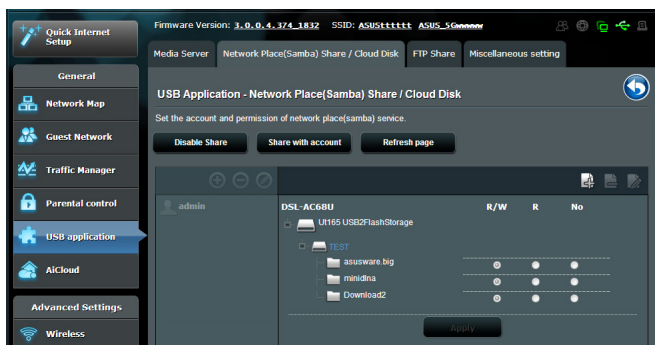 Quick Internet
Setup
Firmware Version: 3.0.0.4.374_1832 SSID: ASUSttttt ASUS_5G
Media Server
Network Place(Samba) Share / Cloud Disk
FTP Share
Miscellaneous setting
General
Network Map
Guest Network
Traffic Manager
Parental control
USB application
AiCloud
Advanced Settings
Wireless
USB Application - Network Place(Samba) Share / Cloud Disk
Set the account and permission of network place(samba) service.
Disable Share
Share with account
Refresh page
admin
DSL-AC68U R/W R No
Ut165 USB2FlashStorage
TEST
asusware.big
minidlna
Download2
Apply